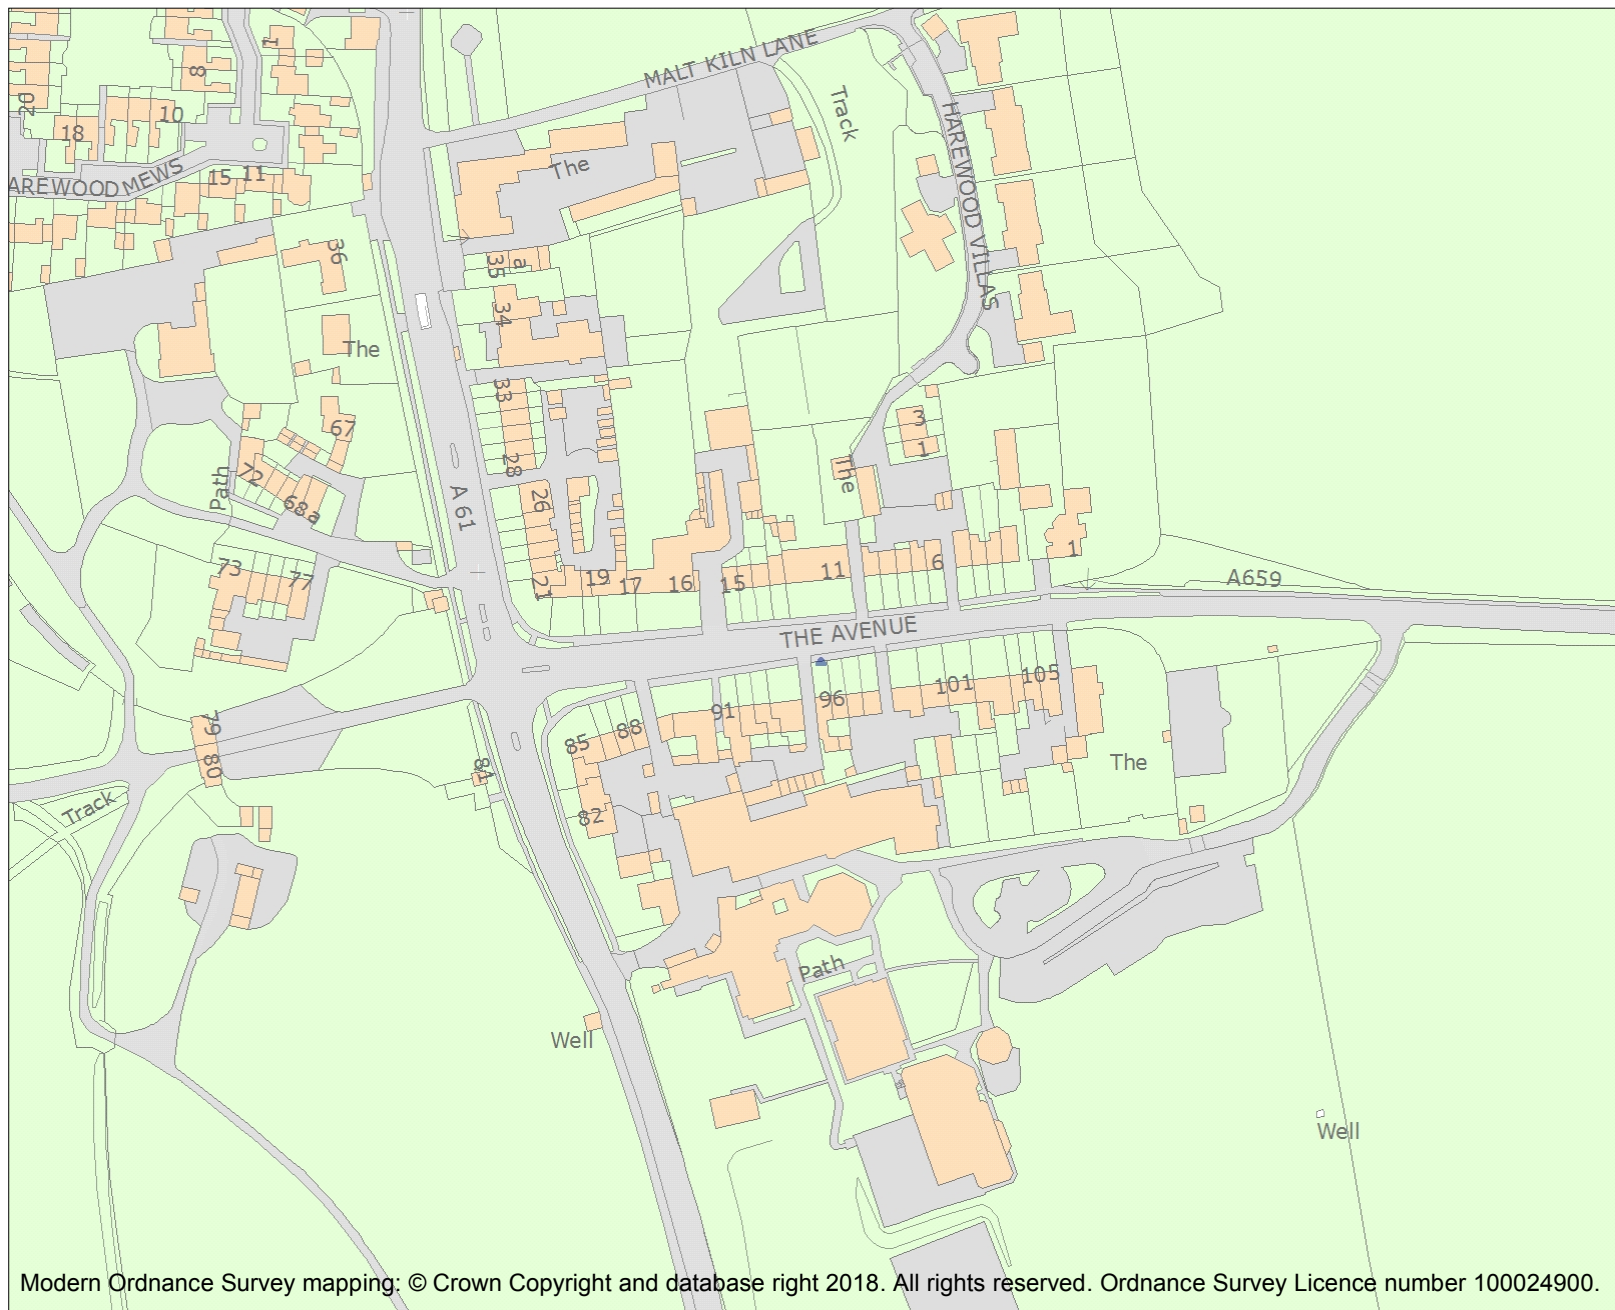 MALT KILN LANE
1
8
20
10
18
Track
HAREWOOD VILLAS
The
AREWOOD MEWS
15
11
36
35
a
34
The
33
67
3
1
28
72
Path
68a
The
26
A 61
73
77
21
19
17
16
15
11
6
1
A659
THE AVENUE
79
80
85
88
91
96
101
105
81
The
Track
82
Path
Well
Well
Modern Ordnance Survey mapping: © Crown Copyright and database right 2018. All rights reserved. Ordnance Survey Licence number 100024900.